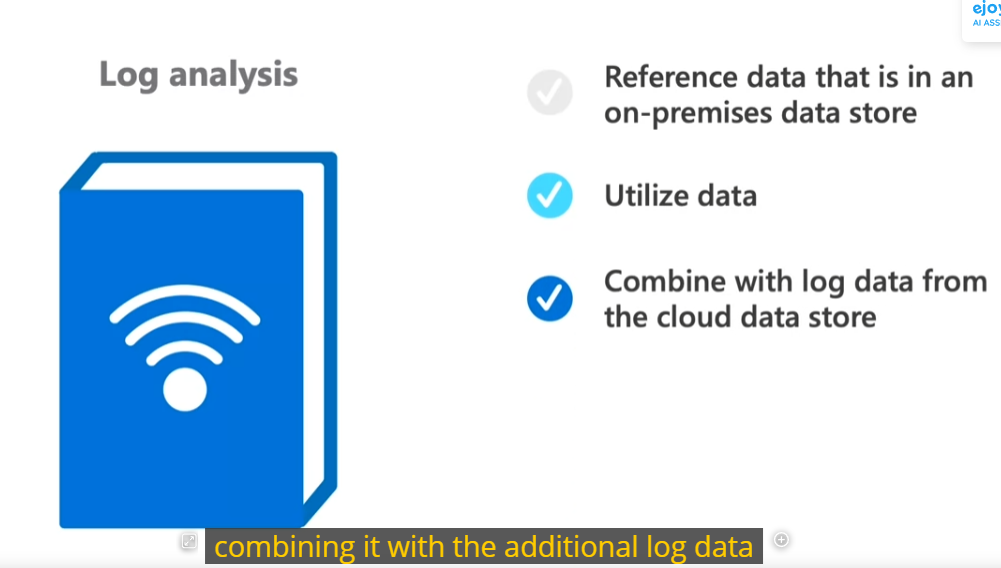 ejoy
AI ASS
Log analysis
Reference data that is in an
on-premises data store
Utilize data
Combine with log data from
the cloud data store
combining it with the additional log data